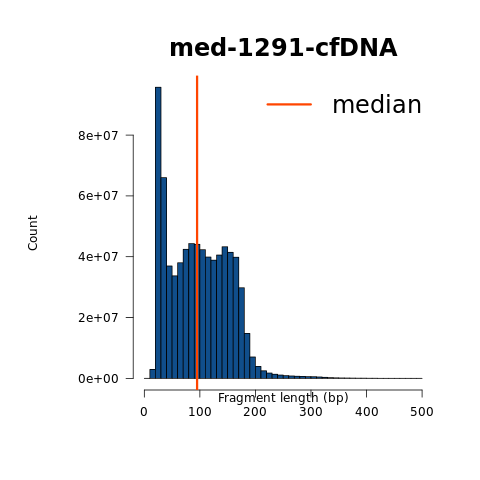 med-1291-cfDNA
median
Count
8e+07
6e+07
4e+07
2e+07
0e+00
Fragment length (bp)
0 100 200 300 400 500